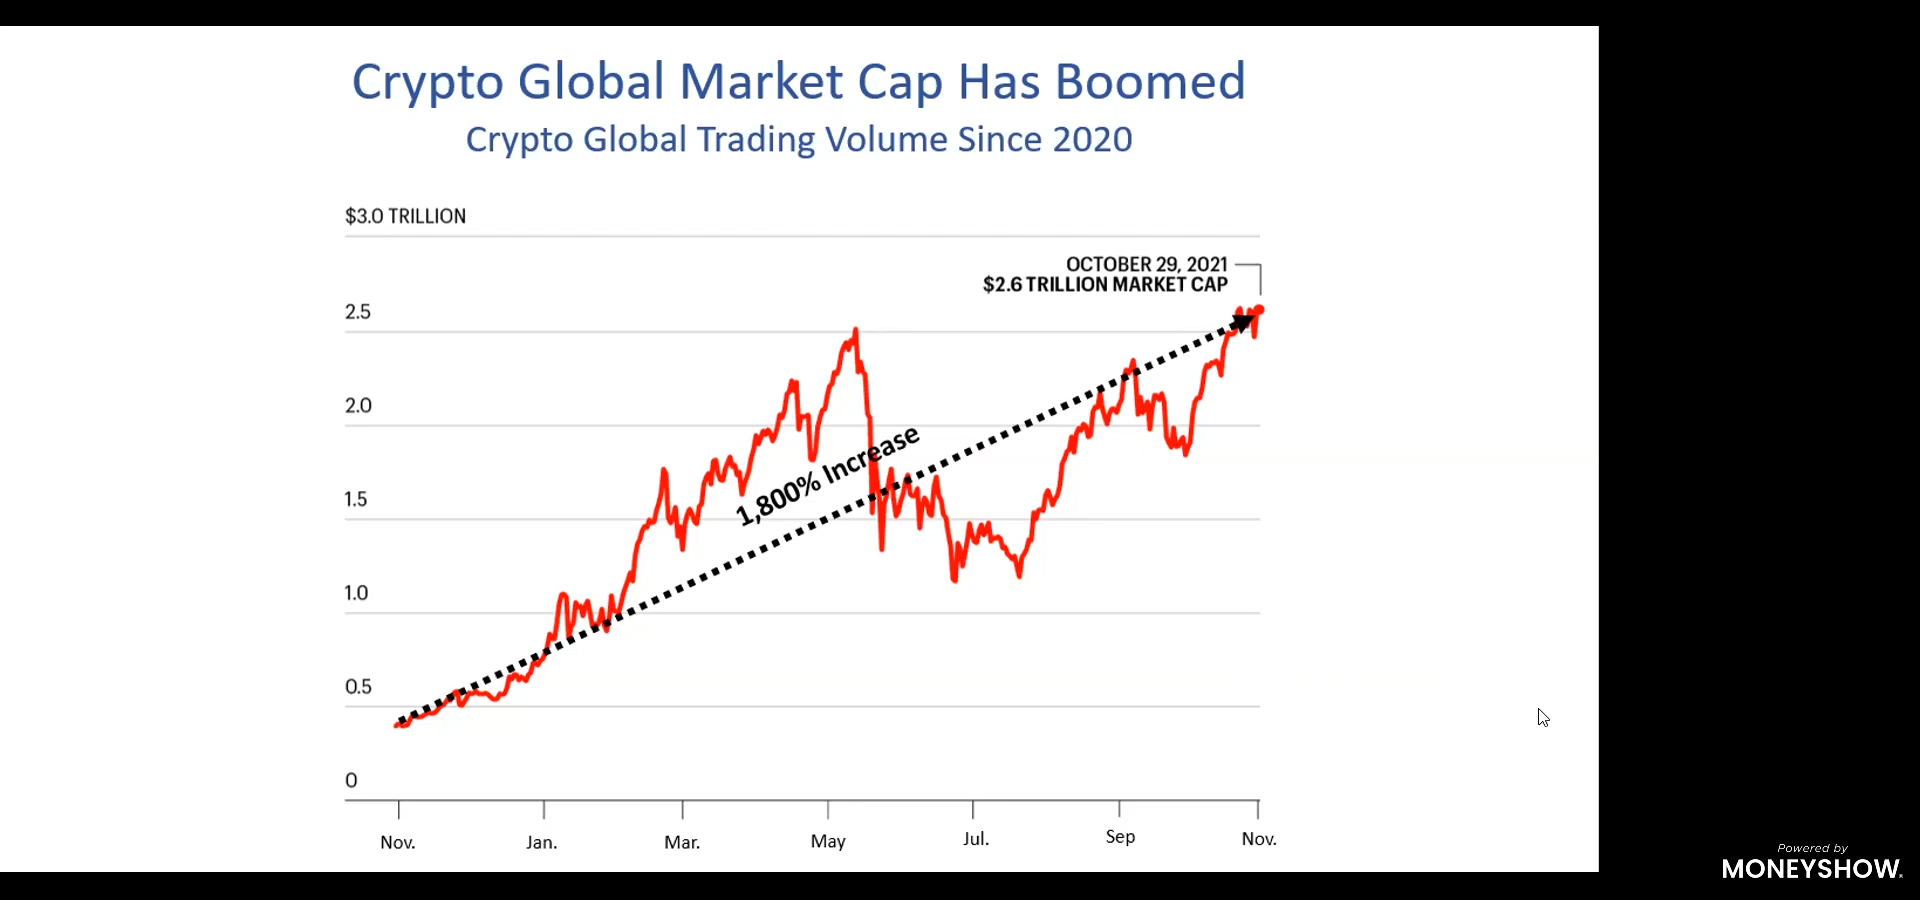 Crypto Global Market Cap Has Boomed
Crypto Global Trading Volume Since 2020
$3.0 TRILLION
OCTOBER 29, 2021
$2.6 TRILLION MARKET CAP
2.5
2.0
1,800% Increase
1.5
1.0
0.5
0
Nov. Jan. Mar. May Jul. Sep Nov.
Powered by
MONEYSHOW.